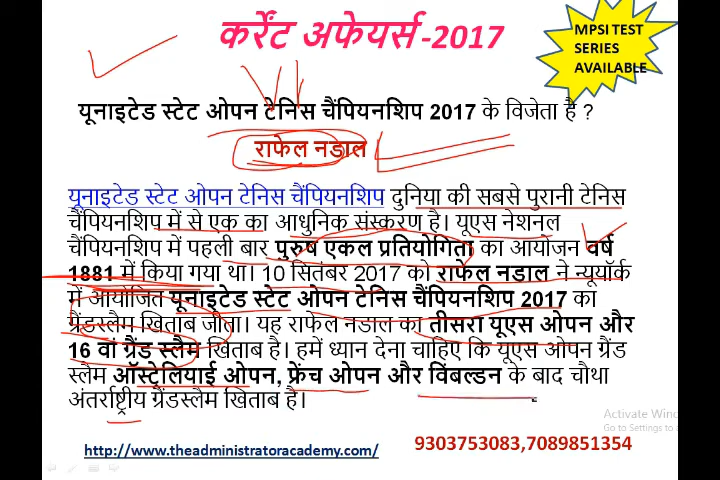 करेंट अफेयर्स-2017
MPSI TEST
SERIES
AVAILABLE
यूनाइटेड स्टेट ओपन टेनिस चैंपियनशिप 2017 के विजेता है ?
राफेल नडाल
यूनाइटेड स्टेट ओपन टेनिस चैंपियनशिप दुनिया की सबसे पुरानी टेनिस
चैंपियनशिप में से एक का आधुनिक संस्करण है। यूएस नेशनल
चैंपियनशिप में पहली बार पुरुष एकल प्रतियोगिता का आयोजन वर्ष
1881 में किया गया था। 10 सितंबर 2017 को राफेल नडाल ने न्यूयॉर्क
में आयोजित यूनाइटेड स्टेट ओपन टेनिस चैंपियनशिप 2017 का
ग्रैंडस्लैम खिताब जीता। यह राफेल नडाल का तीसरा यूएस ओपन और
16 वां ग्रैंड स्लैम खिताब है। हमें ध्यान देना चाहिए कि यूएस ओपन ग्रैंड
स्लैम ऑस्ट्रेलियाई ओपन, फ्रेंच ओपन और विंबल्डन के बाद चौथा
अंतर्राष्ट्रीय ग्रैंडस्लैम खिताब है।
Activate Wind
Go to Settings to a
http://www.theadministratoracademy.com/
9303753083,7089851354